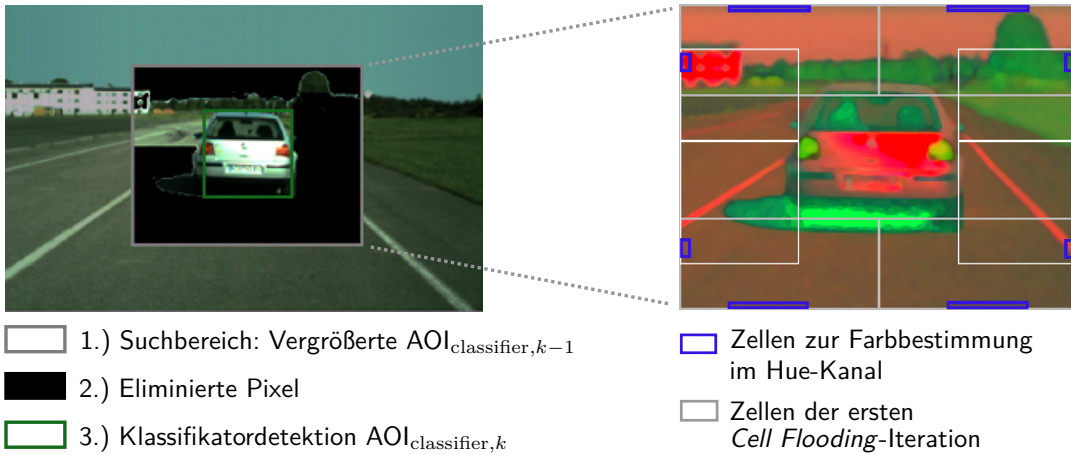 1.) Suchbereich: Vergrößerte AOI_classifier,k−1
2.) Eliminierte Pixel
3.) Klassifikatordetektion AOI_classifier,k
Zellen zur Farbbestimmung
im Hue-Kanal
Zellen der ersten
Cell Flooding-Iteration